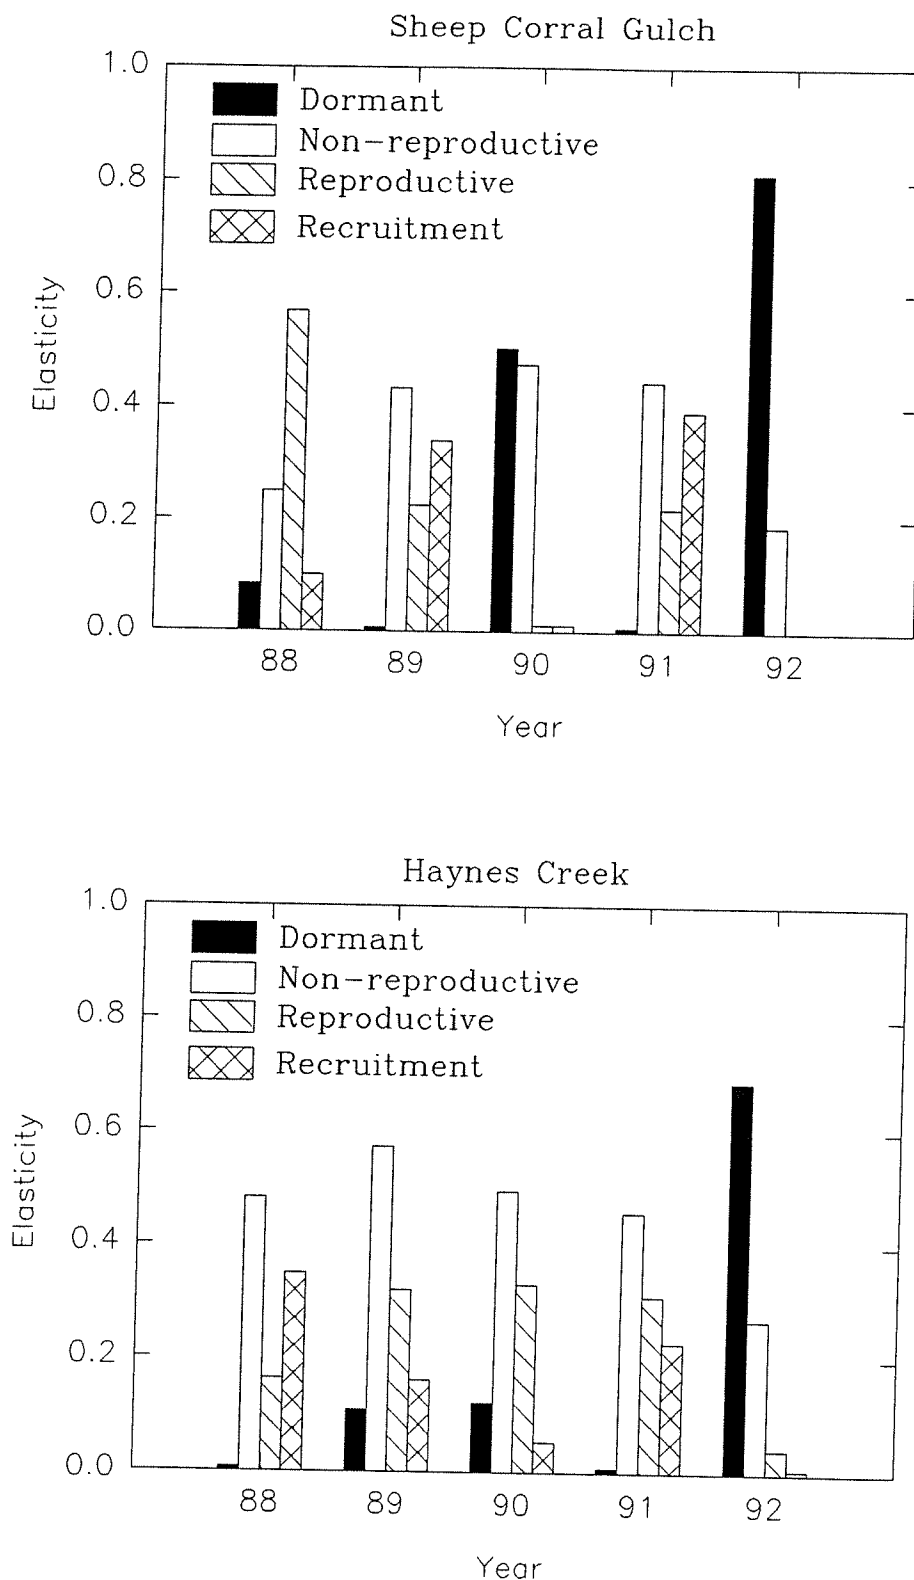 Sheep Corral Gulch
1.0
Dormant
Non-reproductive
0.8
Reproductive
Recruitment
0.6
Elasticity
0.4
0.2
0.0
88 89 90 91 92
Year
Haynes Creek
1.0
Dormant
Non-reproductive
0.8
Reproductive
Recruitment
0.6
Elasticity
0.4
0.2
0.0
88 89 90 91 92
Year